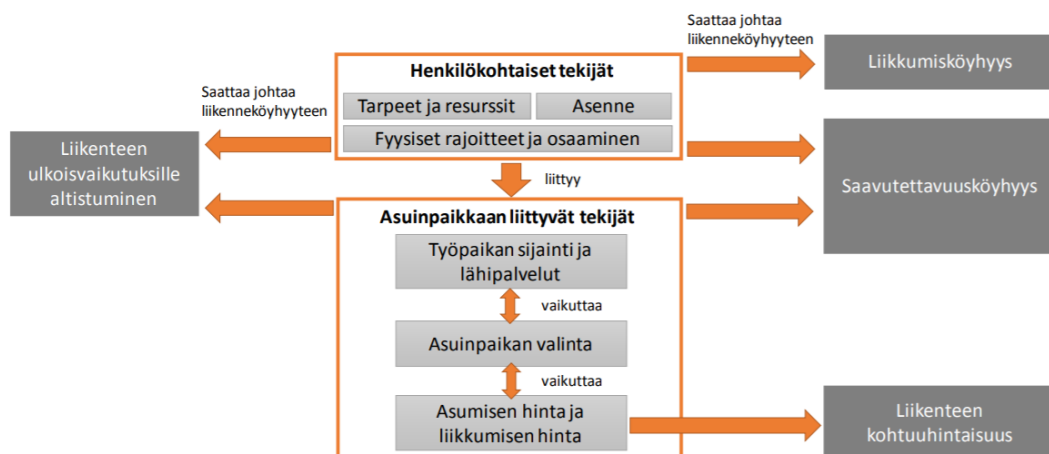 Saattaa johtaa
liikenneköyhyyteen
Liikkumisköyhyys
Henkilökohtaiset tekijät
Tarpeet ja resurssit
Asenne
Fyysiset rajoitteet ja osaaminen
Saattaa johtaa
liikenneköyhyyteen
Liikenteen
ulkoisvaikutuksille
altistuminen
Saavutettavuusköyhyys
liittyy
Asuinpaikkaan liittyvät tekijät
Työpaikan sijainti ja
lähipalvelut
vaikuttaa
Asuinpaikan valinta
vaikuttaa
Asumisen hinta ja
liikkumisen hinta
Liikenteen
kohtuuhintaisuus